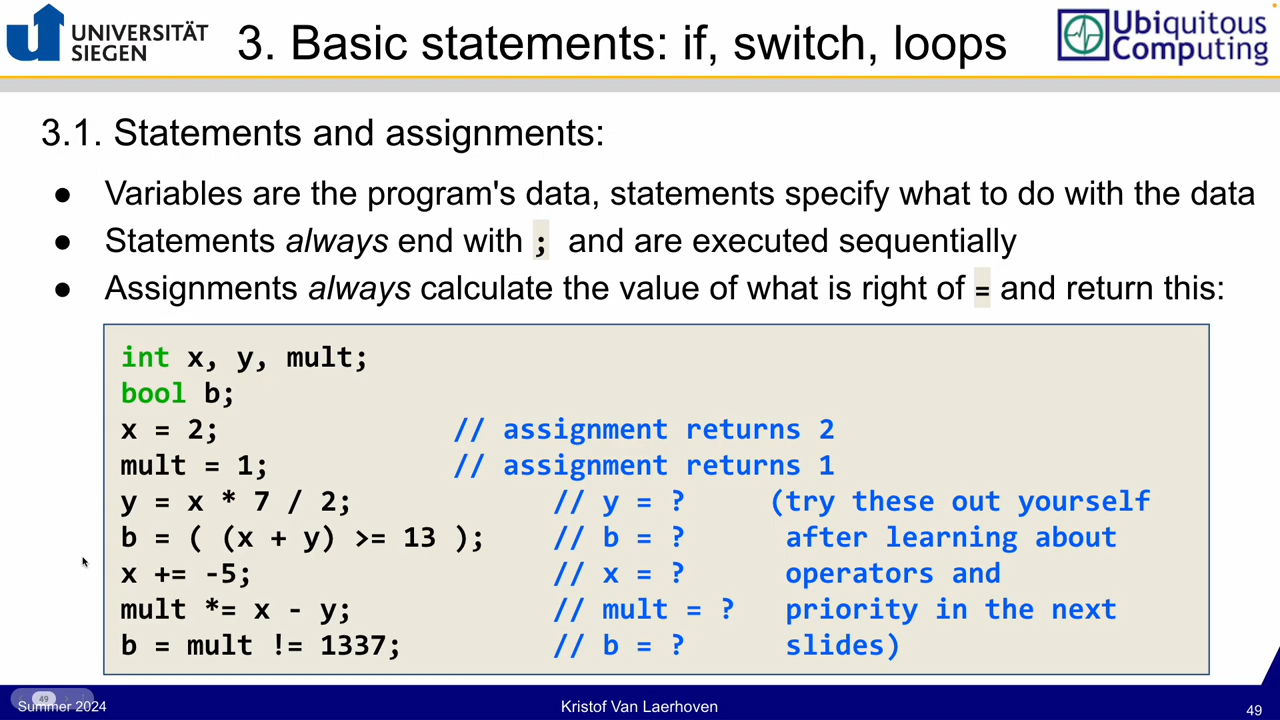 UNIVERSITÄT
SIEGEN
3. Basic statements: if, switch, loops
Ubiquitous
Computing
3.1. Statements and assignments:
● Variables are the program's data, statements specify what to do with the data
● Statements always end with ; and are executed sequentially
● Assignments always calculate the value of what is right of = and return this:
int x, y, mult;
bool b;
x = 2; // assignment returns 2
mult = 1; // assignment returns 1
y = x * 7 / 2; // y = ? (try these out yourself
b = ( (x + y) >= 13 ); // b = ? after learning about
x += -5; // x = ? operators and
mult *= x - y; // mult = ? priority in the next
b = mult != 1337; // b = ? slides)
49
Summer 2024
Kristof Van Laerhoven
49